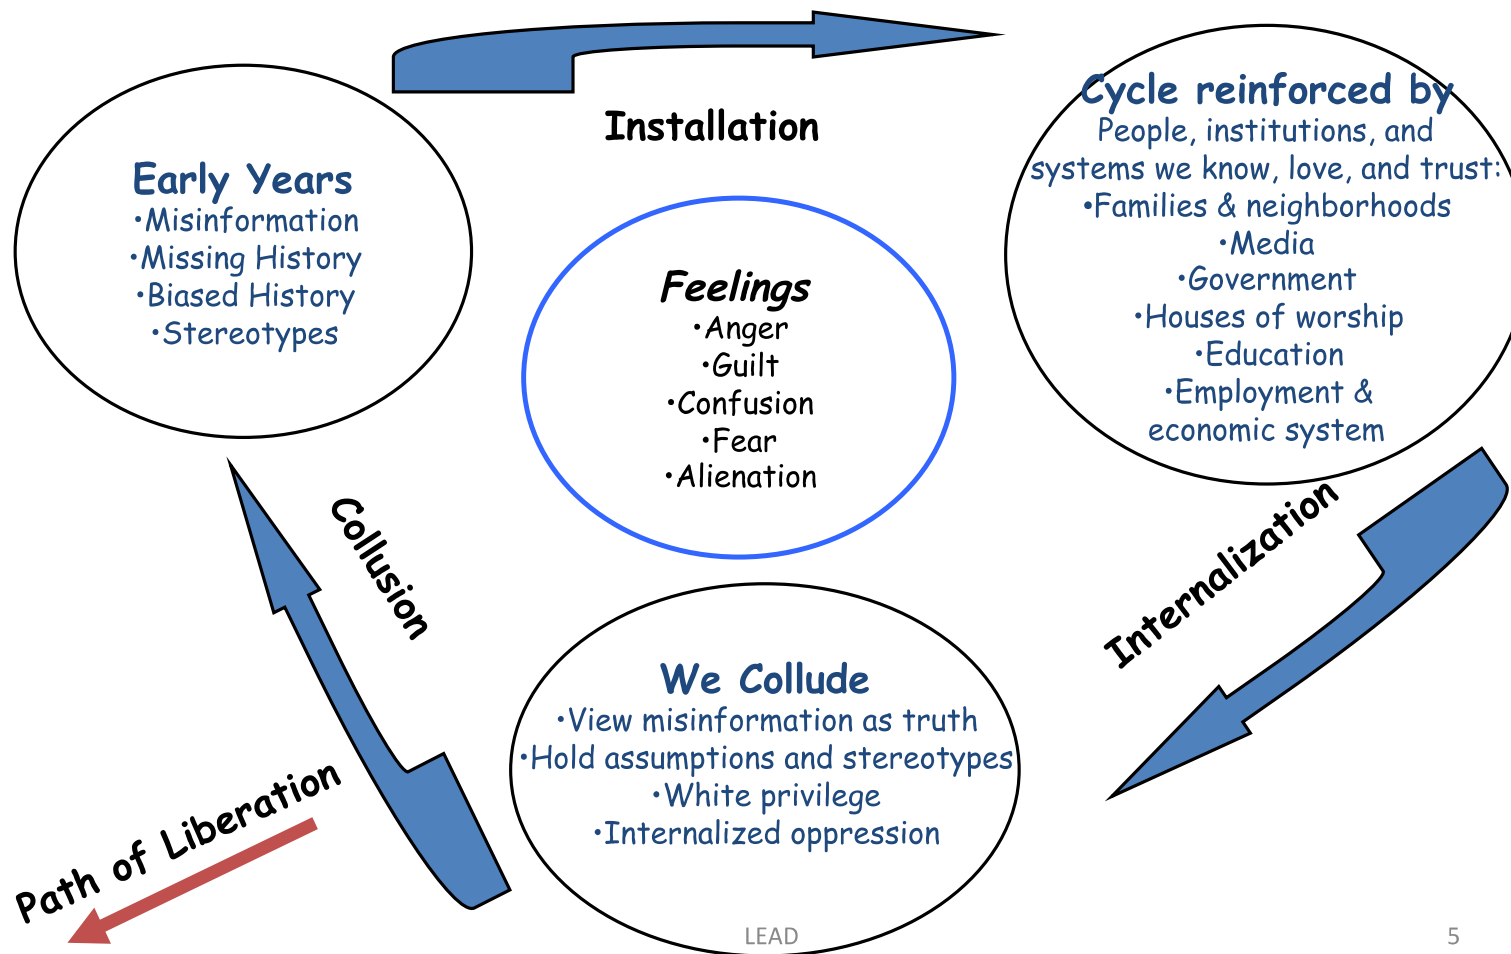 Installation
Early Years
•Misinformation
•Missing History
•Biased History
•Stereotypes
Cycle reinforced by
People, institutions, and
systems we know, love, and trust:
•Families & neighborhoods
•Media
•Government
•Houses of worship
•Education
•Employment &
economic system
Feelings
•Anger
•Guilt
•Confusion
•Fear
•Alienation
Internalization
We Collude
•View misinformation as truth
•Hold assumptions and stereotypes
•White privilege
•Internalized oppression
Collusion
Path of Liberation
LEAD
5